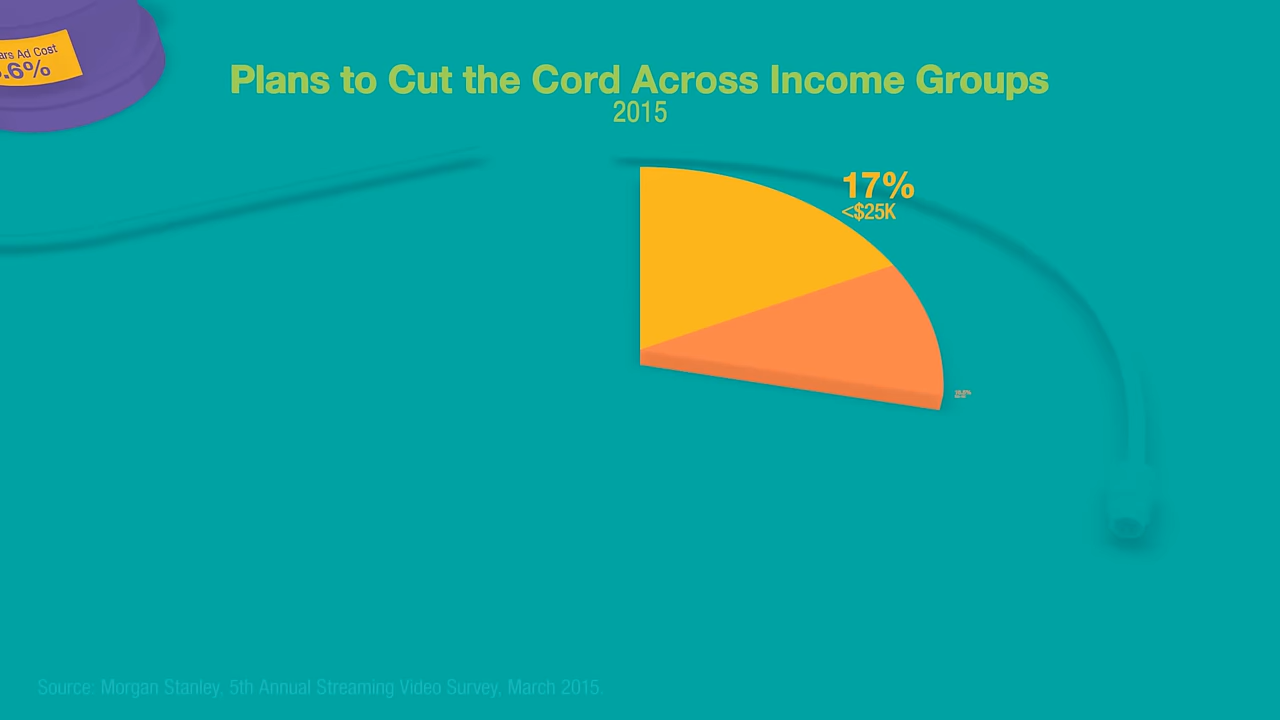 Ad Cost
.6%
Plans to Cut the Cord Across Income Groups
2015
17%
<$25K
Source: Morgan Stanley, 5th Annual Streaming Video Survey, March 2015.